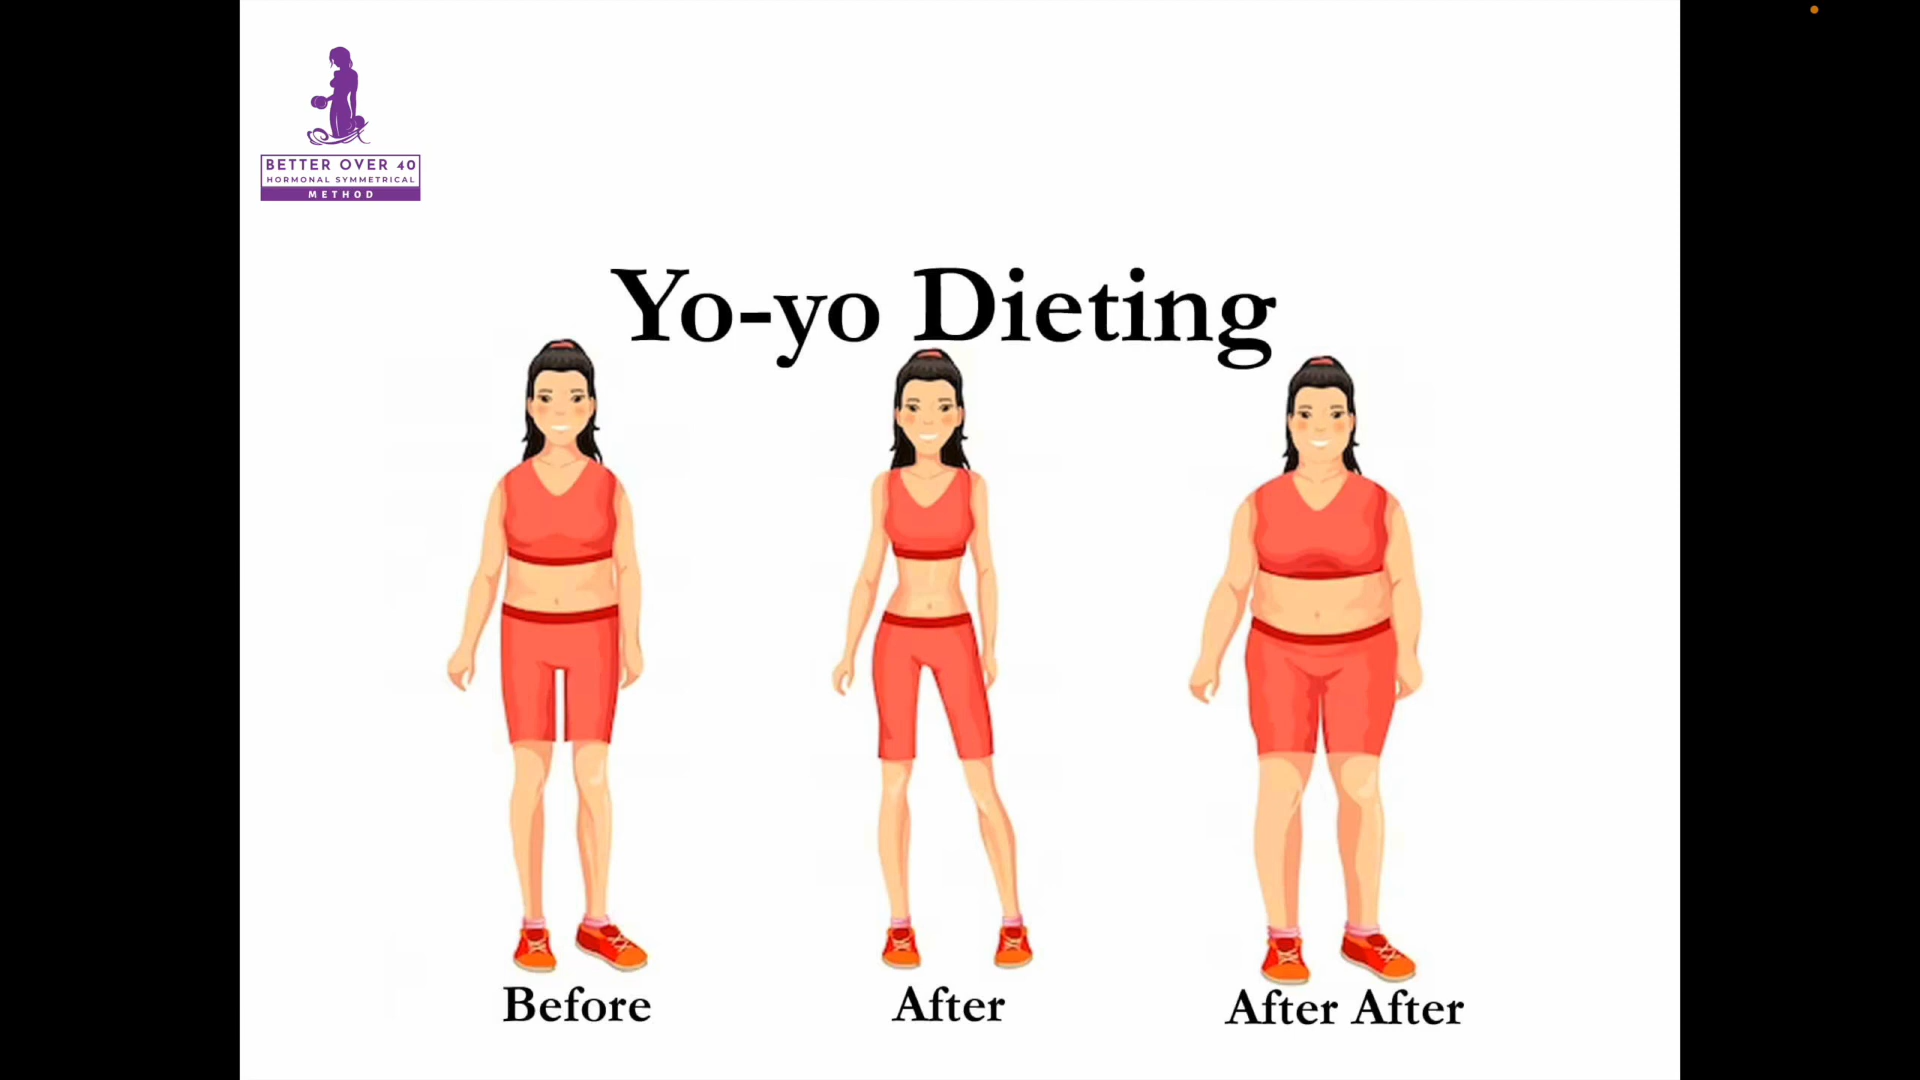 BETTER OVER 40
HORMONAL SYMMETRICAL
METHOD
Yo-yo Dieting
Before
After
After After